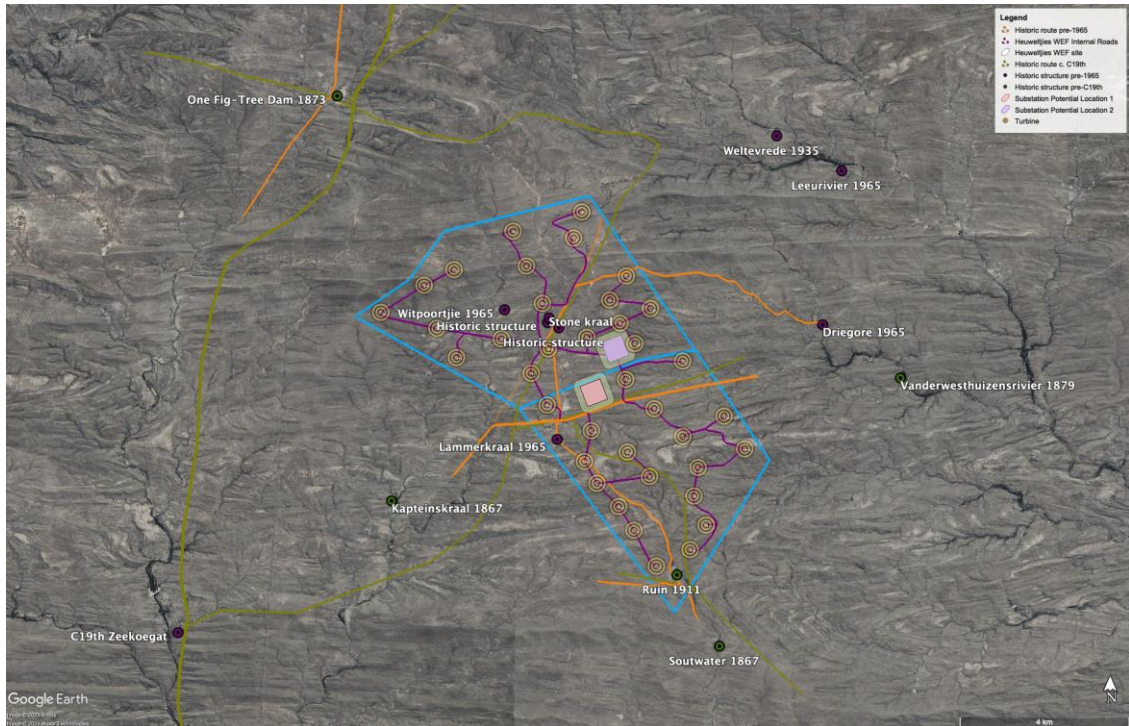 Legend
Historic route pre-1965
Heuweltjies WEF Internal Roads
Heuweltjies WEF site
Historic route c. C19th
Historic structure pre-1965
Historic structure pre-C19th
Substation Potential Location 1
Substation Potential Location 2
Turbine
One Fig-Tree Dam 1873
Weltevrede 1935
Leeurivier 1965
Witpoortjie 1965
Stone kraal
Historic structure
Driegore 1965
Historic structure
Vanderwesthuizensrivier 1879
Lammerkraal 1965
Kapteinskraal 1867
Ruin 1911
C19th Zeekoegat
Soutwater 1867
Google Earth
N
4 km